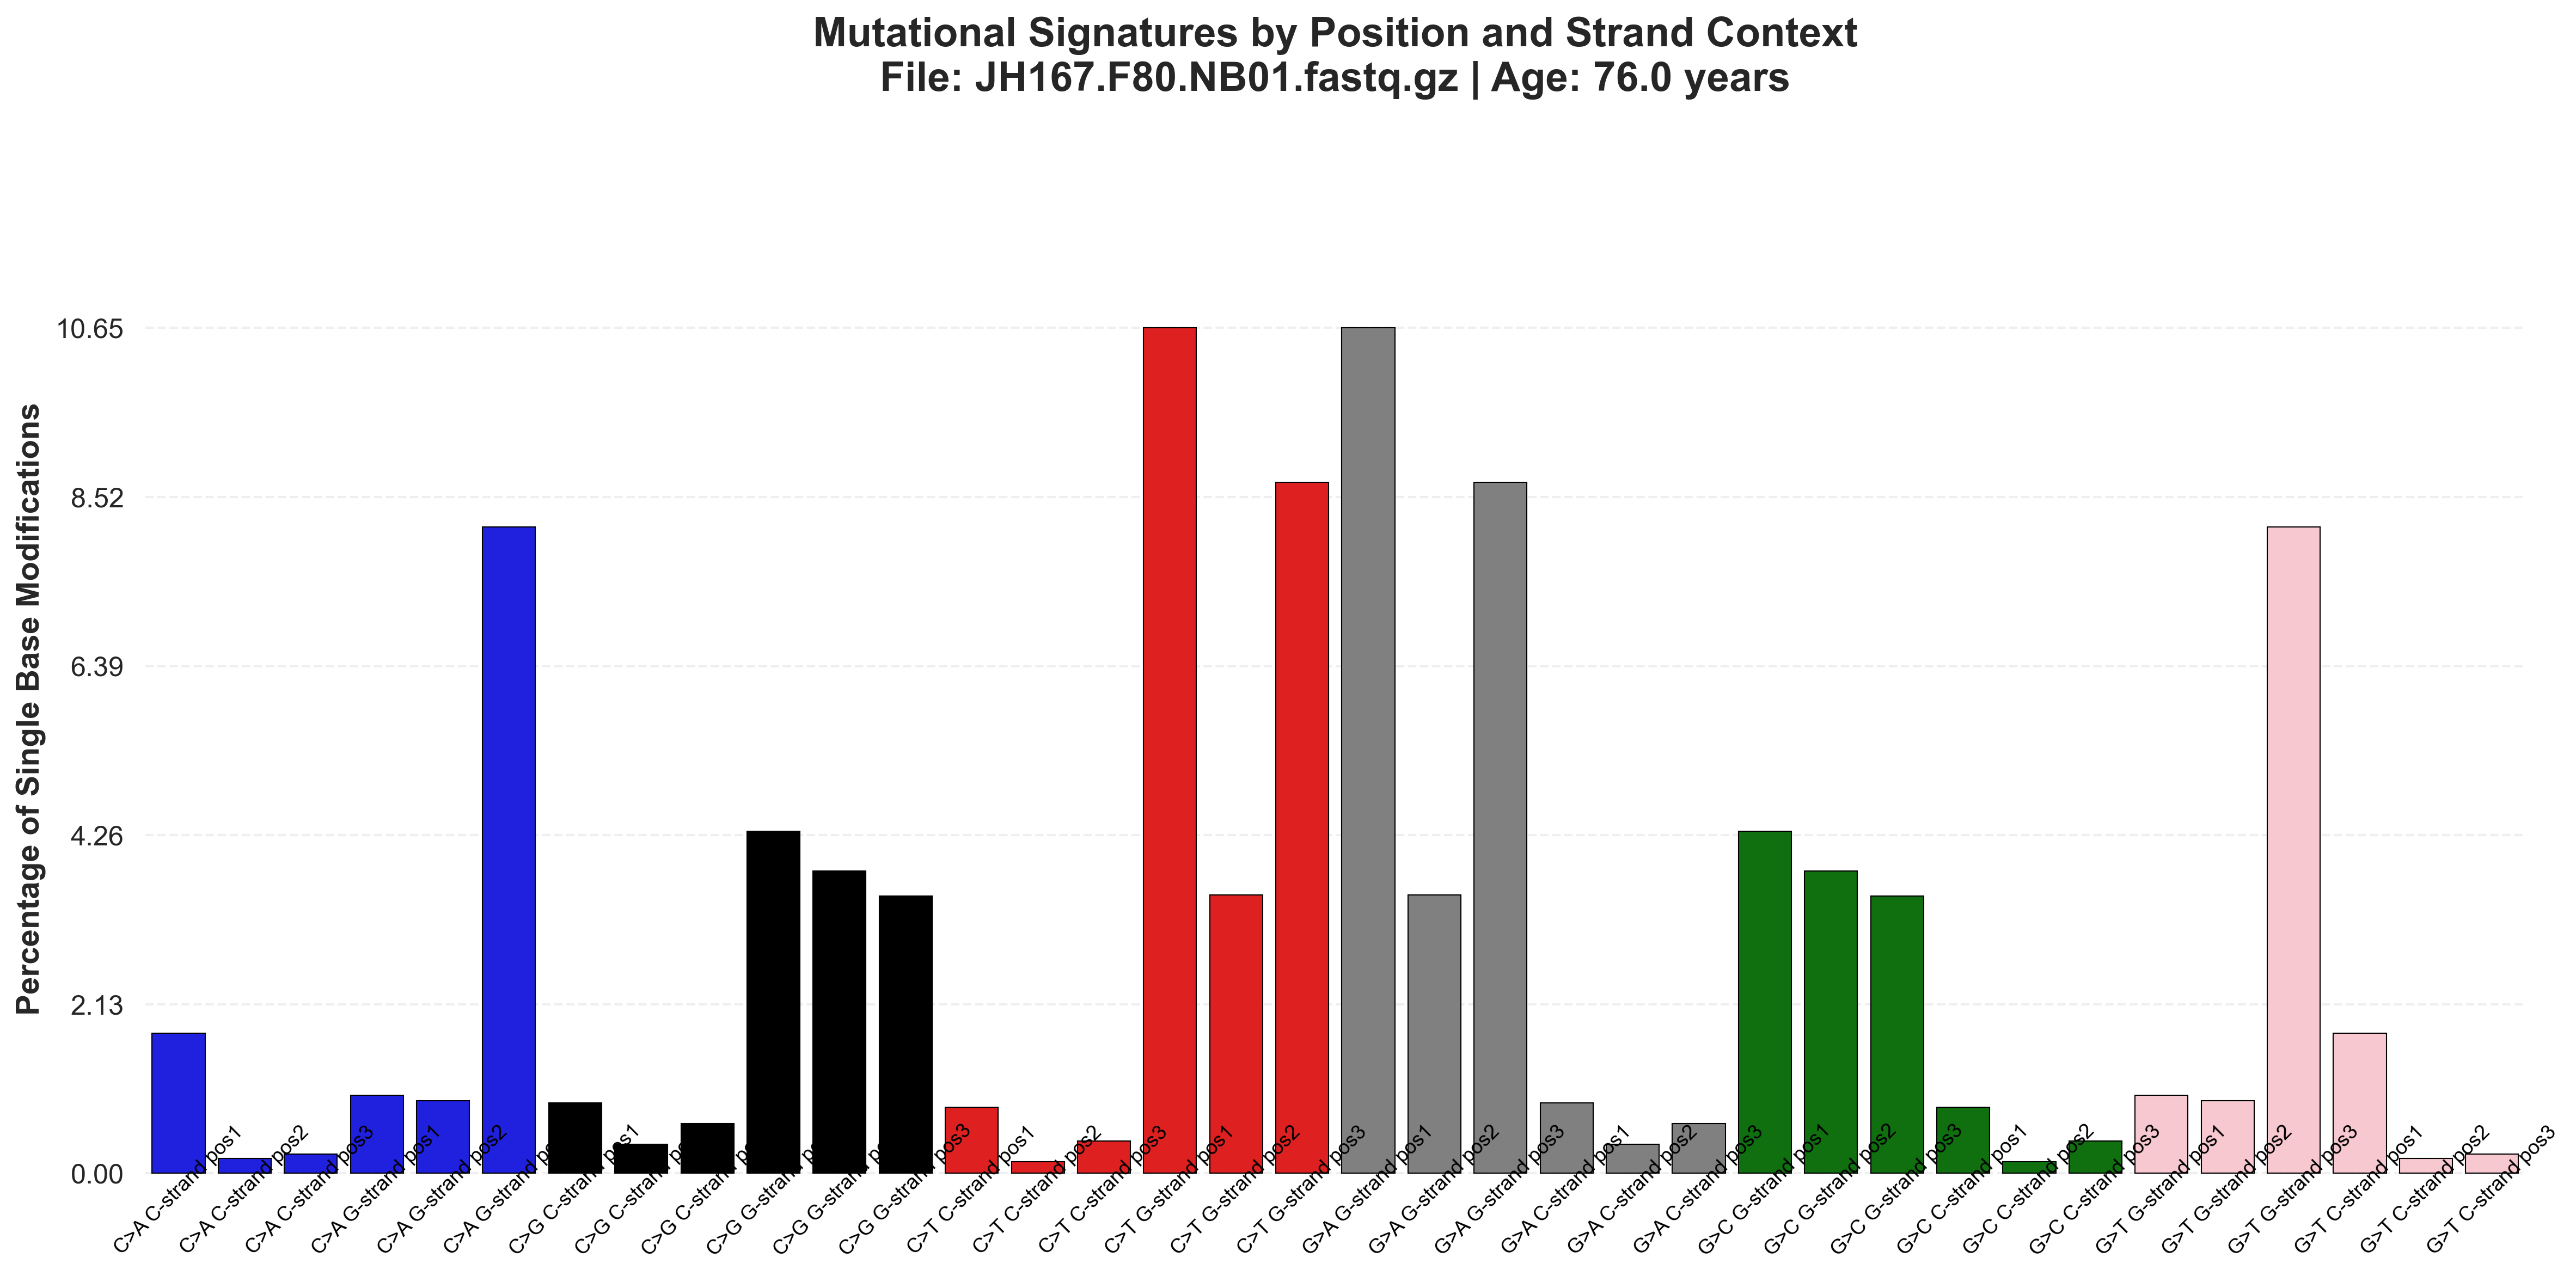 Mutational Signatures by Position and Strand Context
File: JH167.F80.NB01.fastq.gz | Age: 76.0 years
Percentage of Single Base Modifications
10.65
8.52
6.39
4.26
2.13
0.00
C>A C-strand pos1
C>A C-strand pos2
C>A C-strand pos3
C>A G-strand pos1
C>A G-strand pos2
C>A G-strand po
C>G C-strand pos1
C>G C-strand po
C>G C-strand p
C>G G-strand po
C>G G-strand p
C>G G-strand pos3
C>T C-strand pos1
C>T C-strand pos2
C>T C-strand pos3
C>T G-strand pos1
C>T G-strand pos2
C>T G-strand pos3
G>A G-strand pos1
G>A G-strand pos2
G>A G-strand pos3
G>A C-strand pos1
G>A C-strand pos2
G>A C-strand pos3
G>C G-strand pos1
G>C G-strand pos2
G>C G-strand pos3
G>C C-strand pos1
G>C C-strand pos2
G>C C-strand pos3
G>T G-strand pos1
G>T G-strand pos2
G>T G-strand pos3
G>T C-strand pos1
G>T C-strand pos2
G>T C-strand pos3